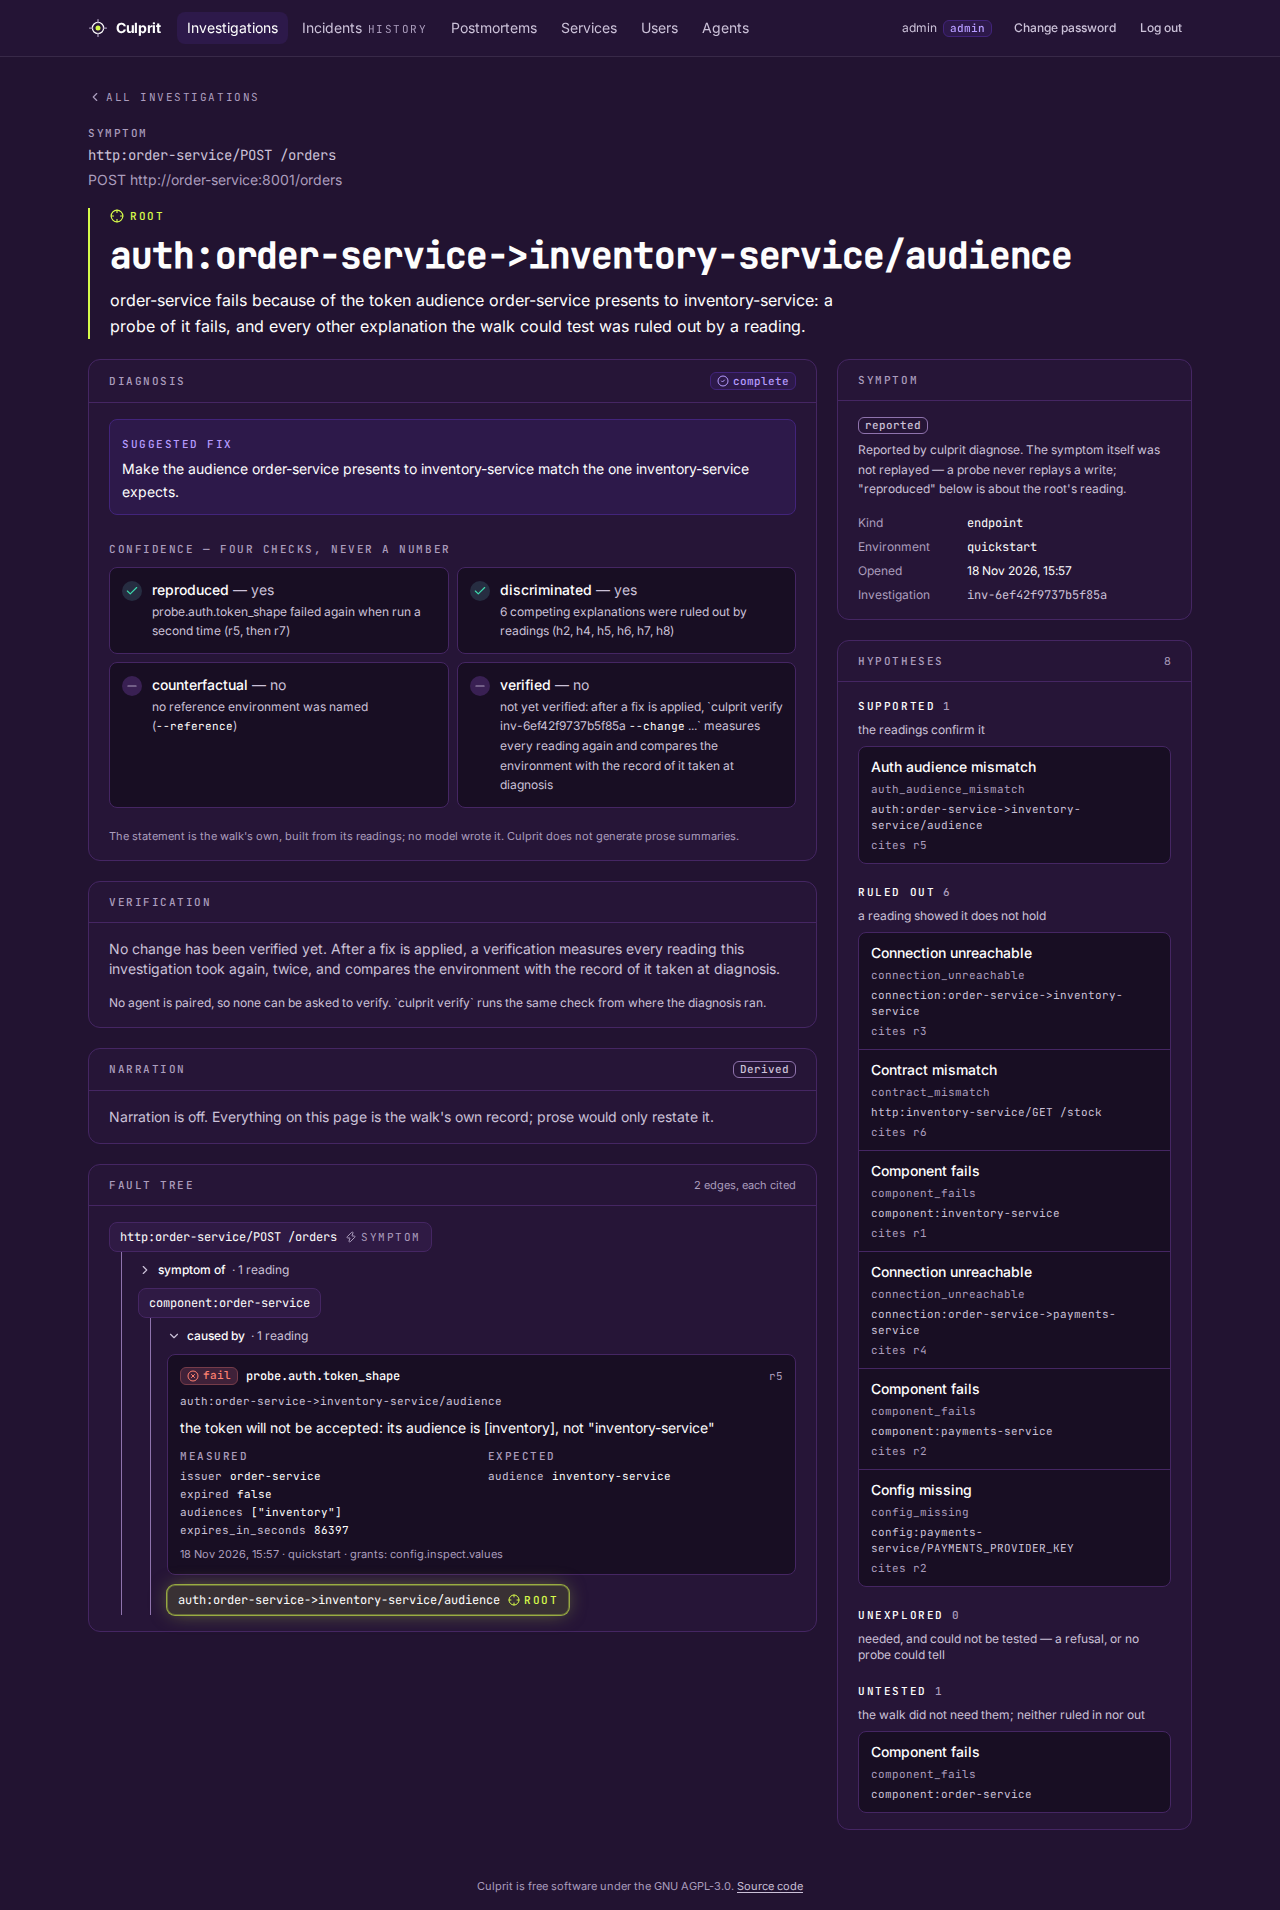 Culprit Investigations Incidents HISTORY Postmortems Services Users Agents admin admin Change password Log out
ALL INVESTIGATIONS
SYMPTOM
http:order-service/POST /orders
POST http://order-service:8001/orders
ROOT
auth:order-service->inventory-service/audience
order-service fails because of the token audience order-service presents to inventory-service: a
probe of it fails, and every other explanation the walk could test was ruled out by a reading.
DIAGNOSIS complete
SUGGESTED FIX
Make the audience order-service presents to inventory-service match the one inventory-service
expects.
CONFIDENCE — FOUR CHECKS, NEVER A NUMBER
reproduced — yes
probe.auth.token_shape failed again when run a
second time (r5, then r7)
discriminated — yes
6 competing explanations were ruled out by
readings (h2, h4, h5, h6, h7, h8)
counterfactual — no
no reference environment was named
(--reference)
verified — no
not yet verified: after a fix is applied, `culprit verify
inv-6ef42f9737b5f85a --change …` measures
every reading again and compares the
environment with the record of it taken at
diagnosis
The statement is the walk's own, built from its readings; no model wrote it. Culprit does not generate prose summaries.
VERIFICATION
No change has been verified yet. After a fix is applied, a verification measures every reading this
investigation took again, twice, and compares the environment with the record of it taken at diagnosis.
No agent is paired, so none can be asked to verify. `culprit verify` runs the same check from where the diagnosis ran.
NARRATION Derived
Narration is off. Everything on this page is the walk's own record; prose would only restate it.
FAULT TREE 2 edges, each cited
http:order-service/POST /orders SYMPTOM
symptom of · 1 reading
component:order-service
caused by · 1 reading
fail probe.auth.token_shape r5
auth:order-service->inventory-service/audience
the token will not be accepted: its audience is [inventory], not "inventory-service"
MEASURED EXPECTED
issuer order-service audience inventory-service
expired false
audiences ["inventory"]
expires_in_seconds 86397
18 Nov 2026, 15:57 · quickstart · grants: config.inspect.values
auth:order-service->inventory-service/audience ROOT
SYMPTOM
reported
Reported by culprit diagnose. The symptom itself was
not replayed — a probe never replays a write;
"reproduced" below is about the root's reading.
Kind endpoint
Environment quickstart
Opened 18 Nov 2026, 15:57
Investigation inv-6ef42f9737b5f85a
HYPOTHESES 8
SUPPORTED 1
the readings confirm it
Auth audience mismatch
auth_audience_mismatch
auth:order-service->inventory-
service/audience
cites r5
RULED OUT 6
a reading showed it does not hold
Connection unreachable
connection_unreachable
connection:order-service->inventory-
service
cites r3
Contract mismatch
contract_mismatch
http:inventory-service/GET /stock
cites r6
Component fails
component_fails
component:inventory-service
cites r1
Connection unreachable
connection_unreachable
connection:order-service->payments-
service
cites r4
Component fails
component_fails
component:payments-service
cites r2
Config missing
config_missing
config:payments-
service/PAYMENTS_PROVIDER_KEY
cites r2
UNEXPLORED 0
needed, and could not be tested — a refusal, or no
probe could tell
UNTESTED 1
the walk did not need them; neither ruled in nor out
Component fails
component_fails
component:order-service
Culprit is free software under the GNU AGPL-3.0. Source code